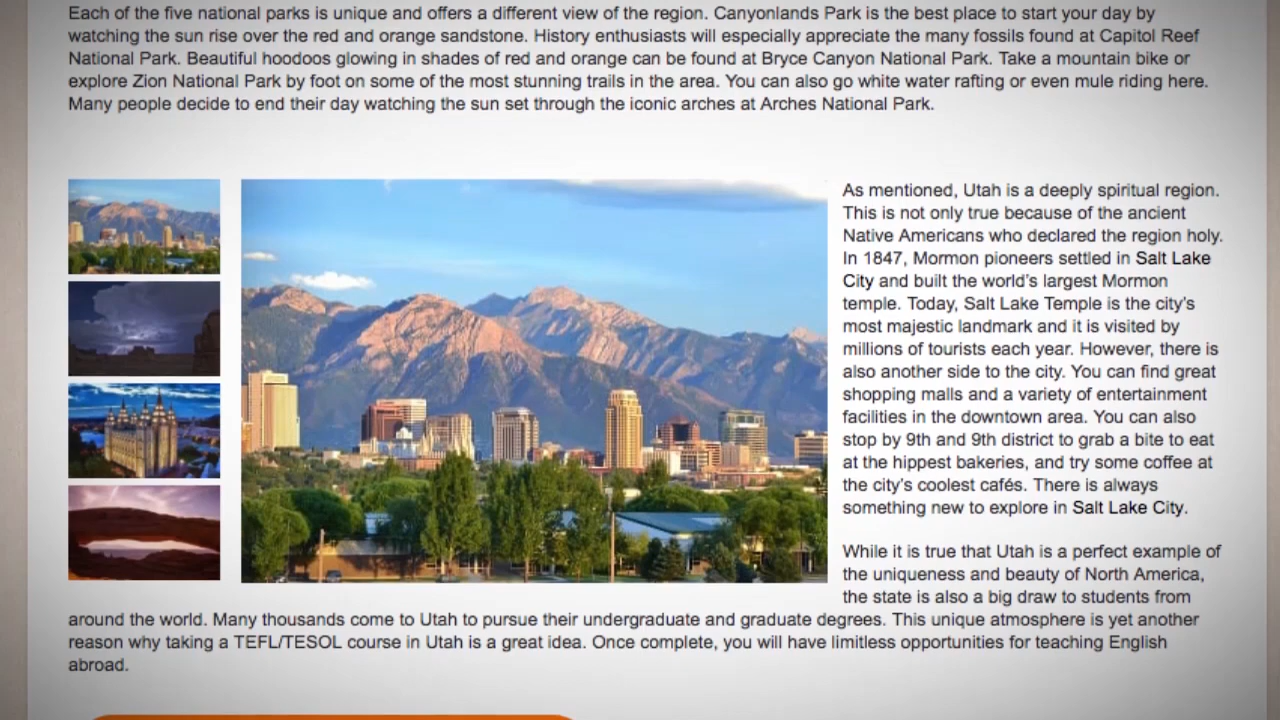 Each of the five national parks is unique and offers a different view of the region. Canyonlands Park is the best place to start your day by
watching the sun rise over the red and orange sandstone. History enthusiasts will especially appreciate the many fossils found at Capitol Reef
National Park. Beautiful hoodoos glowing in shades of red and orange can be found at Bryce Canyon National Park. Take a mountain bike or
explore Zion National Park by foot on some of the most stunning trails in the area. You can also go white water rafting or even mule riding here.
Many people decide to end their day watching the sun set through the iconic arches at Arches National Park.
As mentioned, Utah is a deeply spiritual region.
This is not only true because of the ancient
Native Americans who declared the region holy.
In 1847, Mormon pioneers settled in Salt Lake
City and built the world's largest Mormon
temple. Today, Salt Lake Temple is the city's
most majestic landmark and it is visited by
millions of tourists each year. However, there is
also another side to the city. You can find great
shopping malls and a variety of entertainment
facilities in the downtown area. You can also
stop by 9th and 9th district to grab a bite to eat
at the hippest bakeries, and try some coffee at
the city's coolest cafés. There is always
something new to explore in Salt Lake City.
While it is true that Utah is a perfect example of
the uniqueness and beauty of North America,
the state is also a big draw to students from
around the world. Many thousands come to Utah to pursue their undergraduate and graduate degrees. This unique atmosphere is yet another
reason why taking a TEFL/TESOL course in Utah is a great idea. Once complete, you will have limitless opportunities for teaching English
abroad.